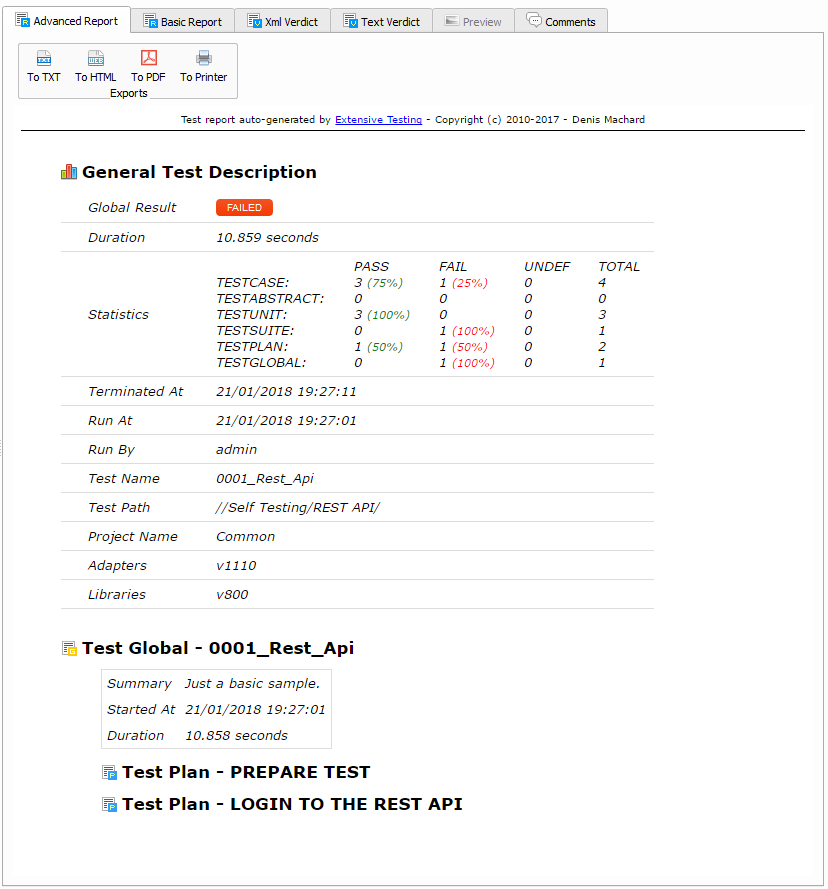 Advanced Report Basic Report Xml Verdict Text Verdict Preview Comments
To TXT To HTML To PDF To Printer
Exports
Test report auto-generated by Extensive Testing - Copyright (c) 2010-2017 - Denis Machard
General Test Description
Global Result FAILED
Duration 10.859 seconds
Statistics
PASS FAIL UNDEF TOTAL
TESTCASE: 3 (75%) 1 (25%) 0 4
TESTABSTRACT: 0 0 0 0
TESTUNIT: 3 (100%) 0 0 3
TESTSUITE: 0 1 (100%) 0 1
TESTPLAN: 1 (50%) 1 (50%) 0 2
TESTGLOBAL: 0 1 (100%) 0 1
Terminated At 21/01/2018 19:27:11
Run At 21/01/2018 19:27:01
Run By admin
Test Name 0001_Rest_Api
Test Path //Self Testing/REST API/
Project Name Common
Adapters v1110
Libraries v800
Test Global - 0001_Rest_Api
Summary Just a basic sample.
Started At 21/01/2018 19:27:01
Duration 10.858 seconds
Test Plan - PREPARE TEST
Test Plan - LOGIN TO THE REST API